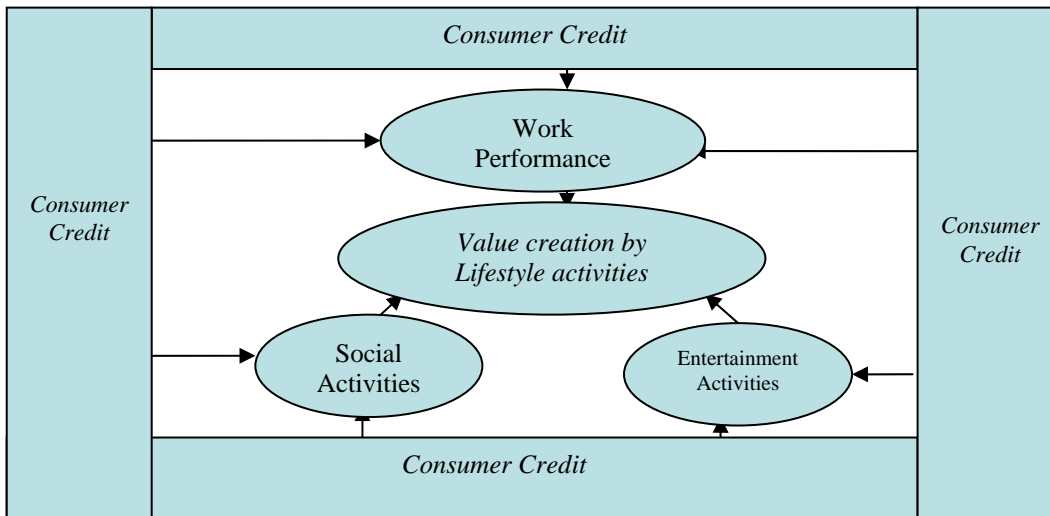 Consumer Credit
Work
Performance
Consumer
Credit
Value creation by
Lifestyle activities
Consumer
Credit
Social
Activities
Entertainment
Activities
Consumer Credit